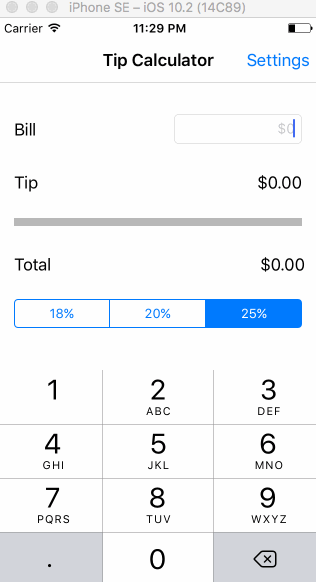 iPhone SE – iOS 10.2 (14C89)
Carrier 11:29 PM
Tip Calculator Settings
Bill $0
Tip $0.00
Total $0.00
18% 20% 25%
1 2 3
ABC DEF
4 5 6
GHI JKL MNO
7 8 9
PQRS TUV WXYZ
. 0